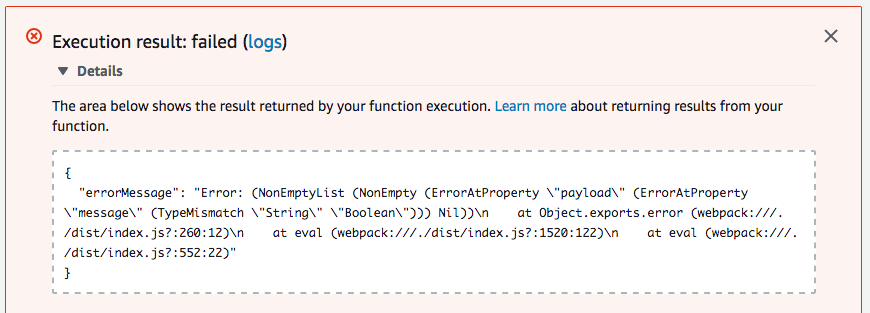 Execution result: failed (logs)
Details
The area below shows the result returned by your function execution. Learn more about returning results from your
function.
{
  "errorMessage": "Error: (NonEmptyList (NonEmpty (ErrorAtProperty \"payload\" (ErrorAtProperty
\"message\" (TypeMismatch \"String\" \"Boolean\"))) Nil))\n    at Object.exports.error (webpack:///.
/dist/index.js?:260:12)\n    at eval (webpack:///./dist/index.js?:1520:122)\n    at eval (webpack:///.
/dist/index.js?:552:22)"
}